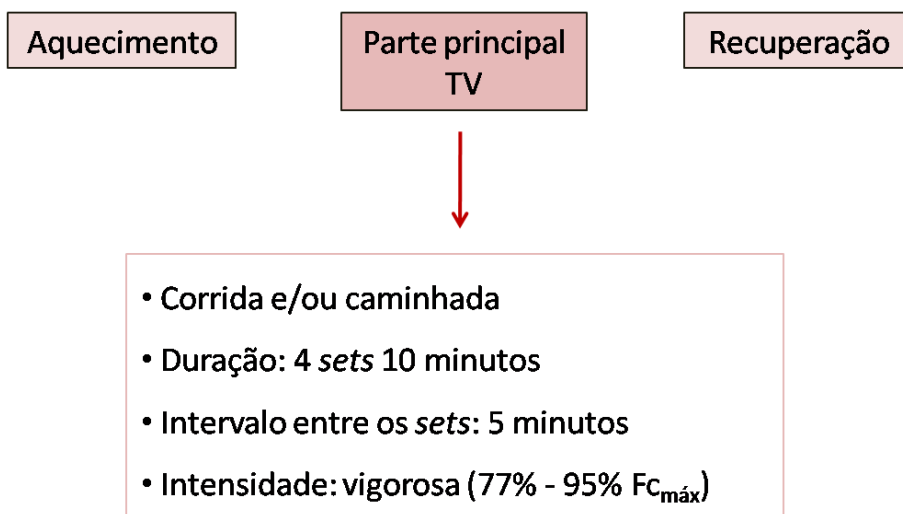 Aquecimento
Parte principal
TV
Recuperação
• Corrida e/ou caminhada
• Duração: 4 sets 10 minutos
• Intervalo entre os sets: 5 minutos
• Intensidade: vigorosa (77% - 95% Fcmáx)